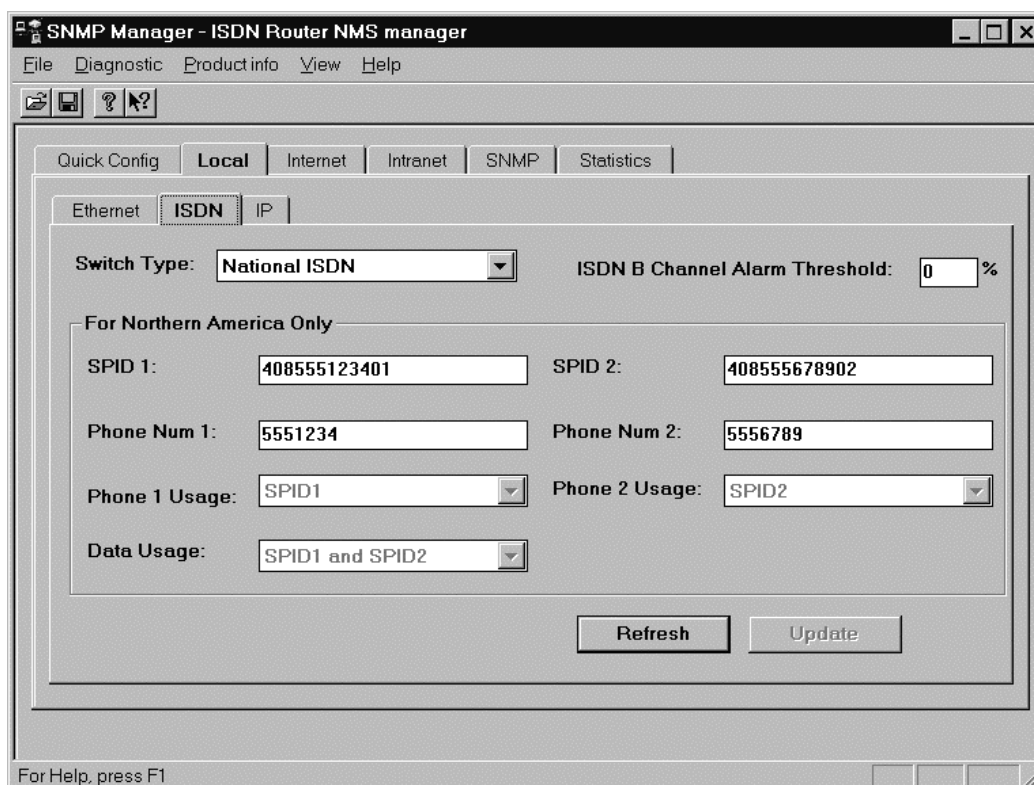 SNMP Manager - ISDN Router NMS manager
File Diagnostic Product info View Help
Quick Config Local Internet Intranet SNMP Statistics
Ethernet ISDN IP
Switch Type: National ISDN ISDN B Channel Alarm Threshold: 0 %
For Northern America Only
SPID 1: 408555123401 SPID 2: 408555678902
Phone Num 1: 5551234 Phone Num 2: 5556789
Phone 1 Usage: SPID1 Phone 2 Usage: SPID2
Data Usage: SPID1 and SPID2
Refresh Update
For Help, press F1